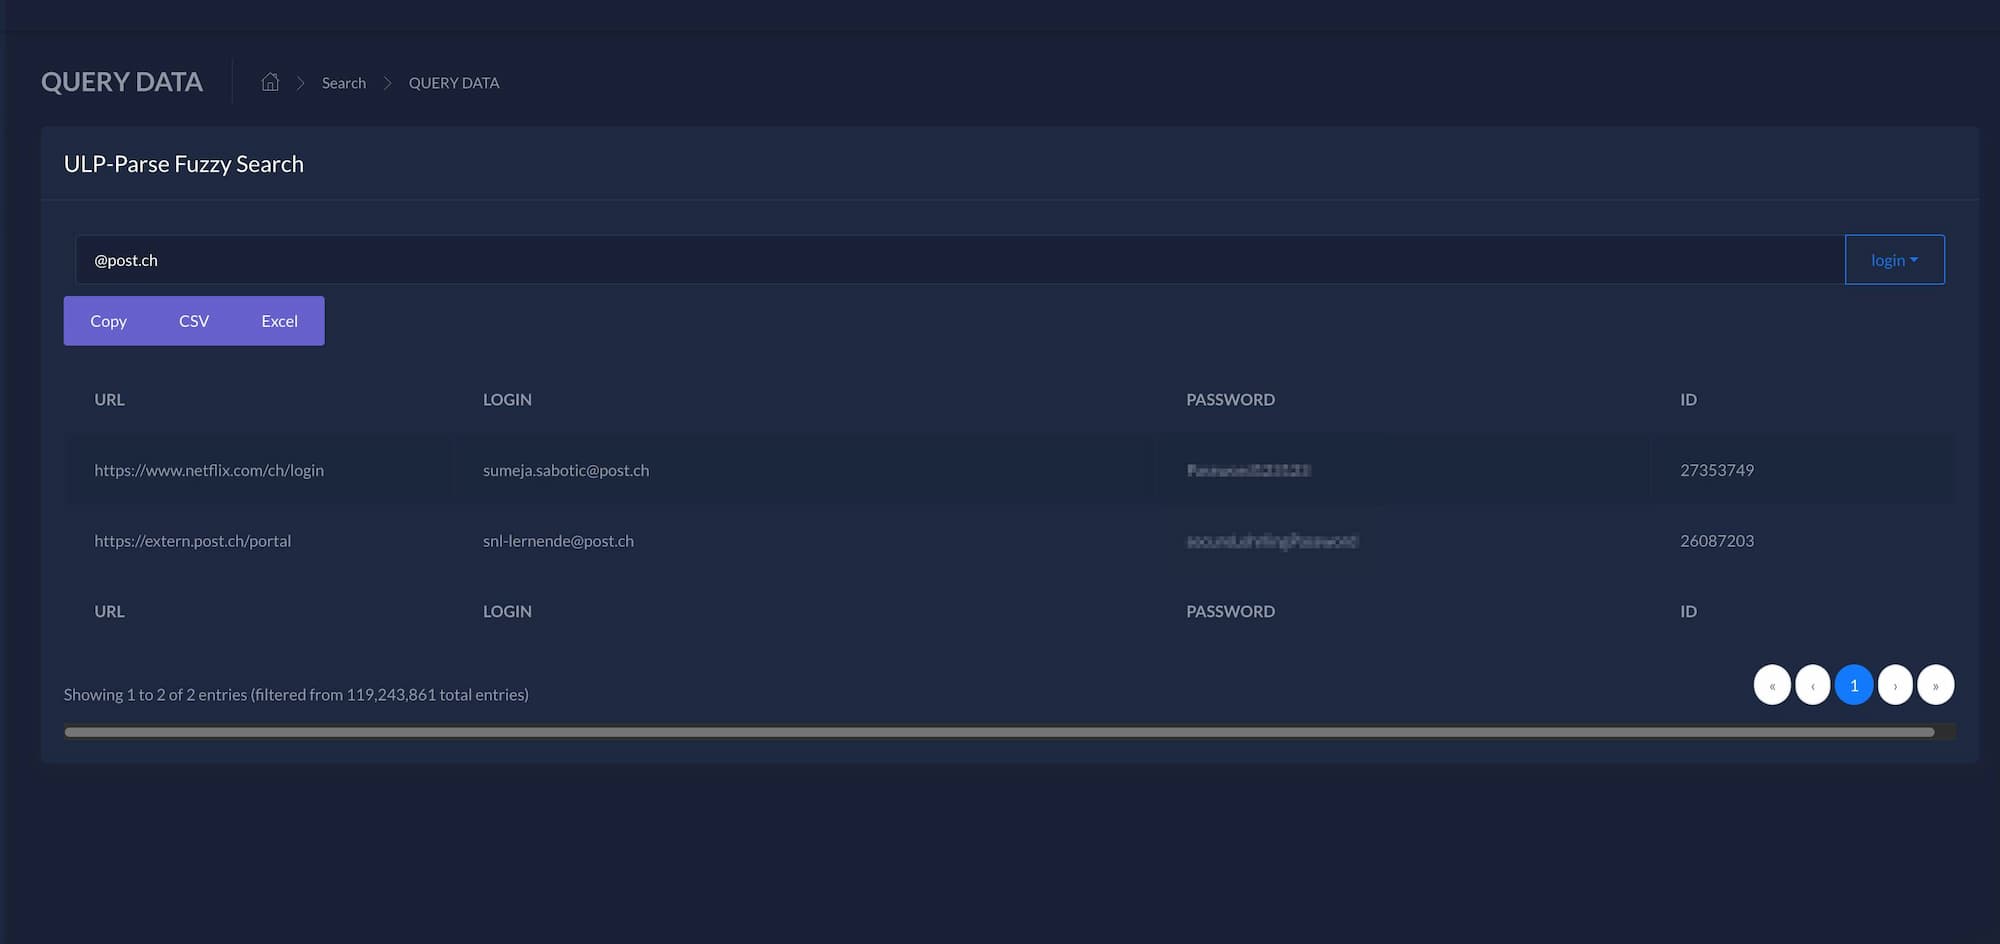 QUERY DATA
Search
QUERY DATA
ULP-Parse Fuzzy Search
@post.ch
login
Copy CSV Excel
URL LOGIN PASSWORD ID
https://www.netflix.com/ch/login sumeja.sabotic@post.ch 27353749
https://extern.post.ch/portal snl-lernende@post.ch 26087203
URL LOGIN PASSWORD ID
Showing 1 to 2 of 2 entries (filtered from 119,243,861 total entries)
« ‹ 1 › »